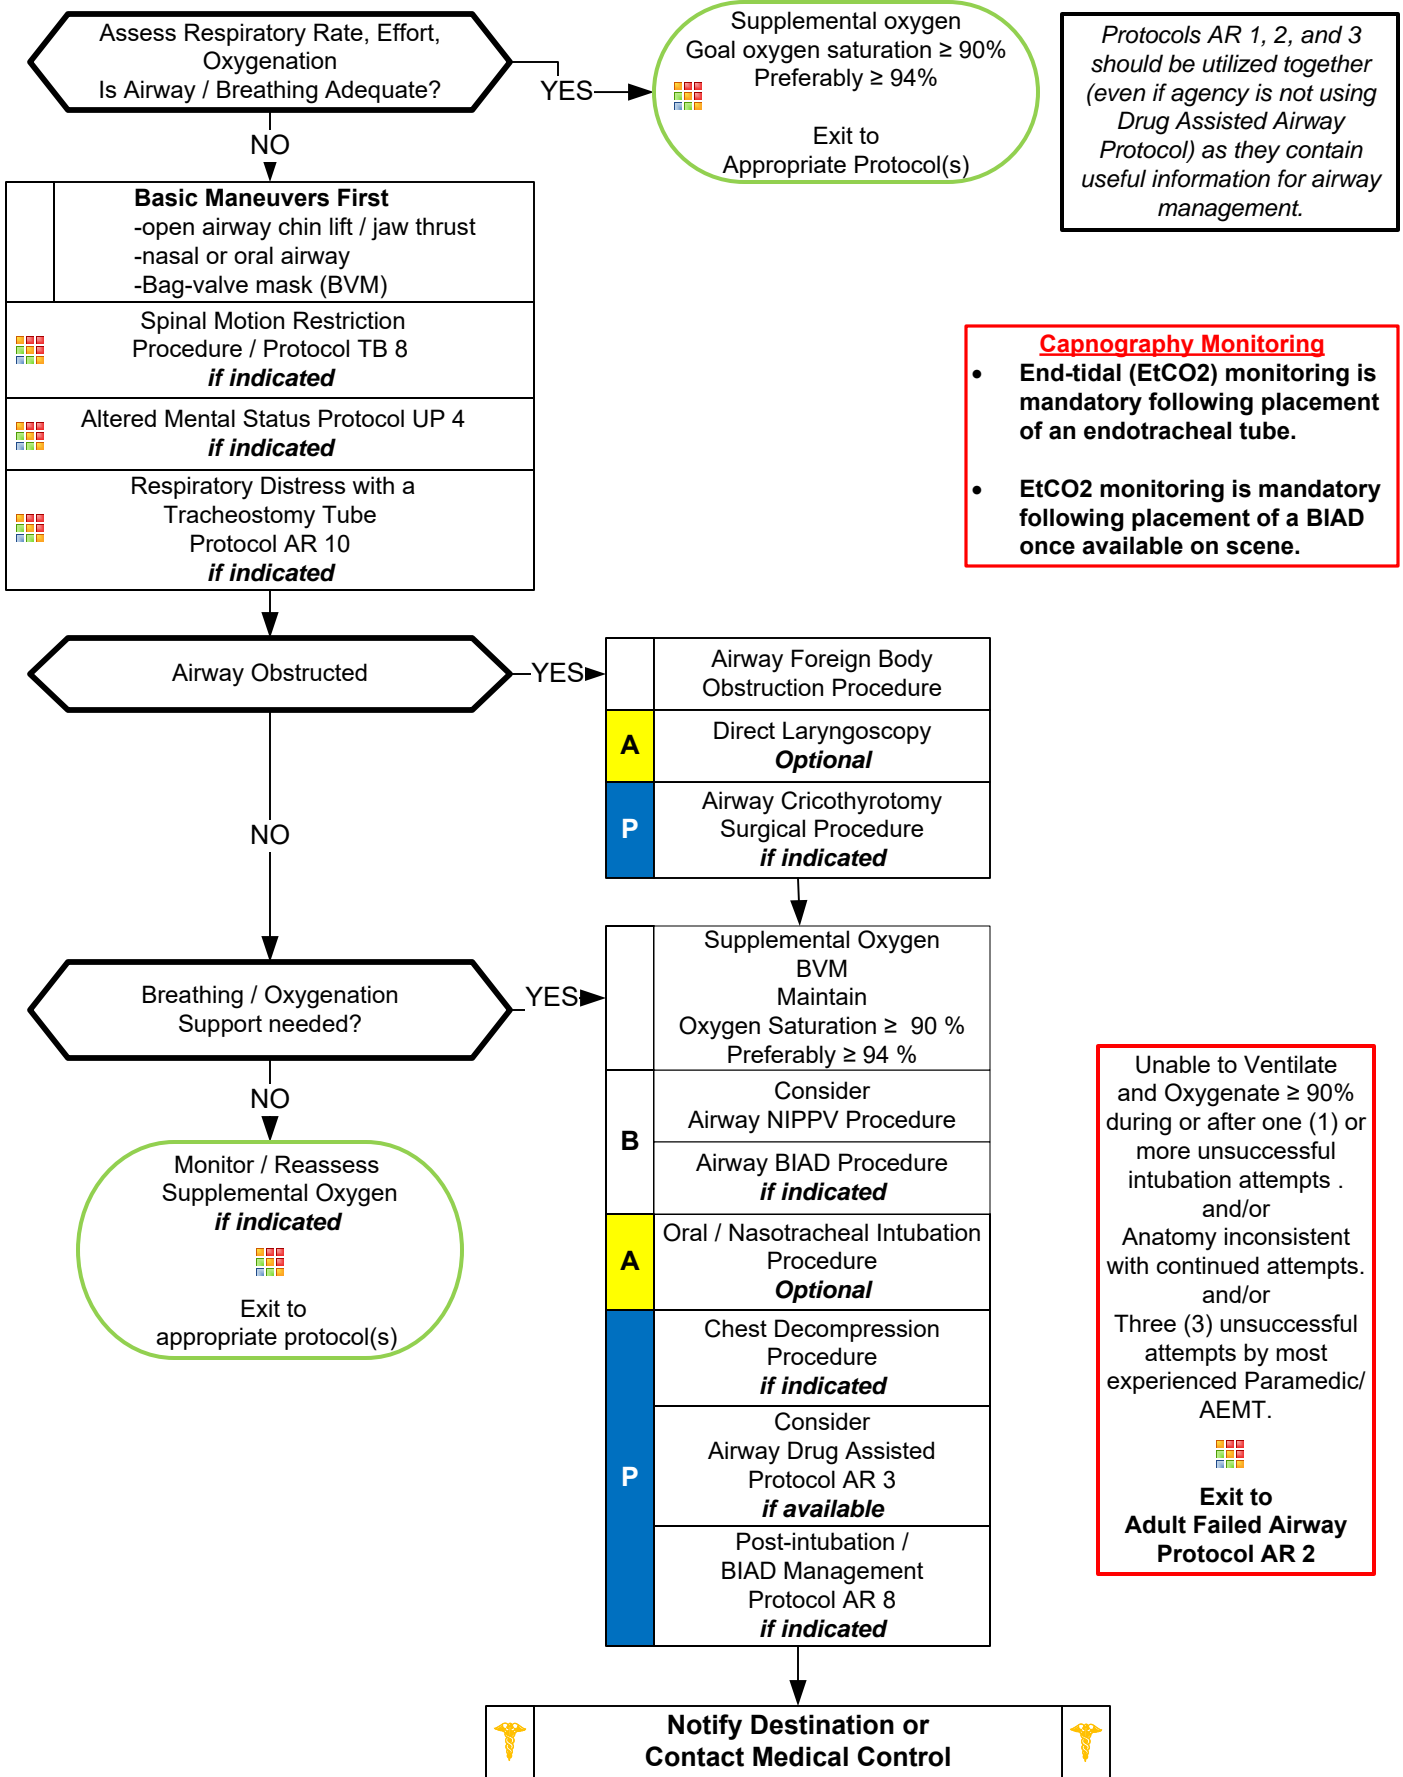 Assess Respiratory Rate, Effort,
Oxygenation
Is Airway / Breathing Adequate?
YES
Supplemental oxygen
Goal oxygen saturation ≥ 90%
Preferably ≥ 94%
Exit to
Appropriate Protocol(s)
Protocols AR 1, 2, and 3
should be utilized together
(even if agency is not using
Drug Assisted Airway
Protocol) as they contain
useful information for airway
management.
NO
Basic Maneuvers First
-open airway chin lift / jaw thrust
-nasal or oral airway
-Bag-valve mask (BVM)
Spinal Motion Restriction
Procedure / Protocol TB 8
if indicated
Altered Mental Status Protocol UP 4
if indicated
Respiratory Distress with a
Tracheostomy Tube
Protocol AR 10
if indicated
Capnography Monitoring
• End-tidal (EtCO2) monitoring is
mandatory following placement
of an endotracheal tube.
• EtCO2 monitoring is mandatory
following placement of a BIAD
once available on scene.
Airway Obstructed
YES
Airway Foreign Body
Obstruction Procedure
A
Direct Laryngoscopy
Optional
P
Airway Cricothyrotomy
Surgical Procedure
if indicated
NO
Breathing / Oxygenation
Support needed?
YES
Supplemental Oxygen
BVM
Maintain
Oxygen Saturation ≥ 90 %
Preferably ≥ 94 %
B
Consider
Airway NIPPV Procedure
Airway BIAD Procedure
if indicated
A
Oral / Nasotracheal Intubation
Procedure
Optional
P
Chest Decompression
Procedure
if indicated
Consider
Airway Drug Assisted
Protocol AR 3
if available
Post-intubation /
BIAD Management
Protocol AR 8
if indicated
NO
Monitor / Reassess
Supplemental Oxygen
if indicated
Exit to
appropriate protocol(s)
Unable to Ventilate
and Oxygenate ≥ 90%
during or after one (1) or
more unsuccessful
intubation attempts .
and/or
Anatomy inconsistent
with continued attempts.
and/or
Three (3) unsuccessful
attempts by most
experienced Paramedic/
AEMT.
Exit to
Adult Failed Airway
Protocol AR 2
Notify Destination or
Contact Medical Control